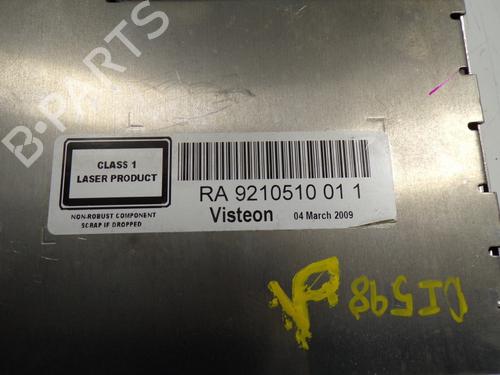 B-PARTS
CLASS 1
LASER PRODUCT
NON-ROBUST COMPONENT
SCRAP IF DROPPED
RA 9210510 01 1
Visteon 04 March 2009
CI598